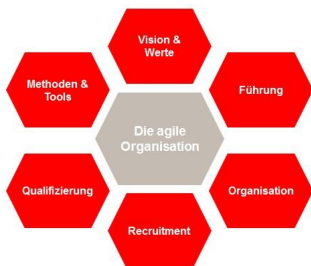 Vision &
Werte
Methoden &
Tools
Führung
Die agile
Organisation
Qualifizierung
Organisation
Recruitment